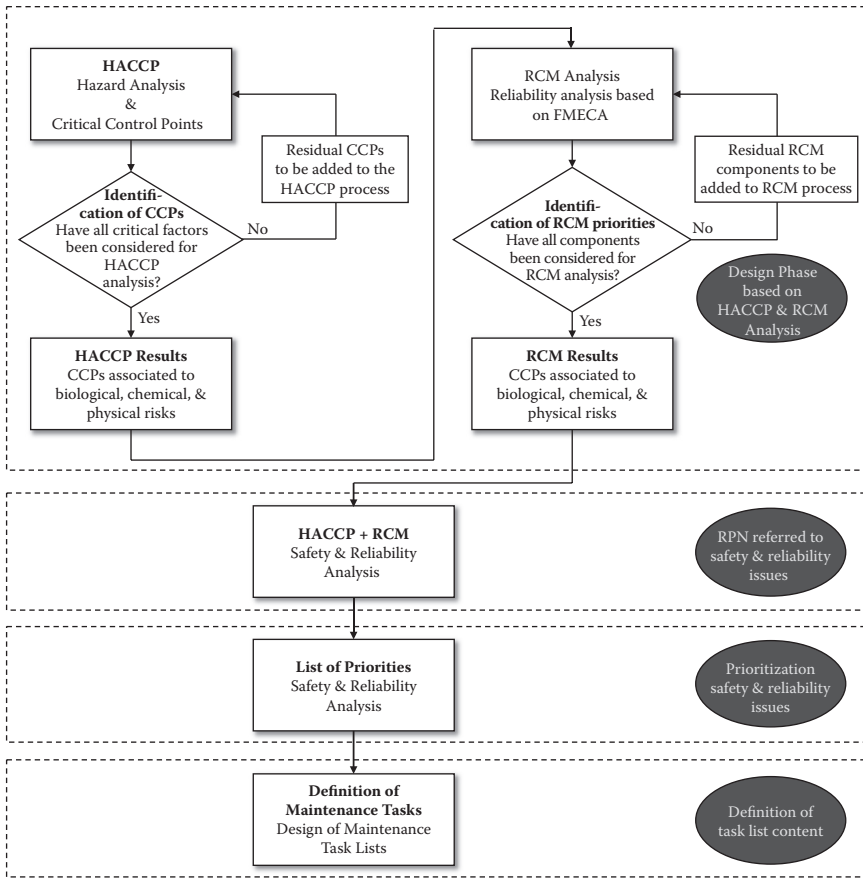 HACCP
Hazard Analysis
&
Critical Control Points
Residual CCPs
to be added to the
HACCP process
Identifi-
cation of CCPs
Have all critical factors
been considered for
HACCP
analysis?
No
Yes
HACCP Results
CCPs associated to
biological, chemical, &
physical risks
RCM Analysis
Reliability analysis based
on FMECA
Residual RCM
components to be
added to RCM process
Identifi-
cation of RCM priorities
Have all components
been considered for
RCM analysis?
No
Yes
RCM Results
CCPs associated to
biological, chemical, &
physical risks
Design Phase
based on
HACCP & RCM
Analysis
HACCP + RCM
Safety & Reliability
Analysis
RPN referred to
safety & reliability
issues
List of Priorities
Safety & Reliability
Analysis
Prioritization
safety & reliability
issues
Definition of
Maintenance Tasks
Design of Maintenance
Task Lists
Definition of
task list content